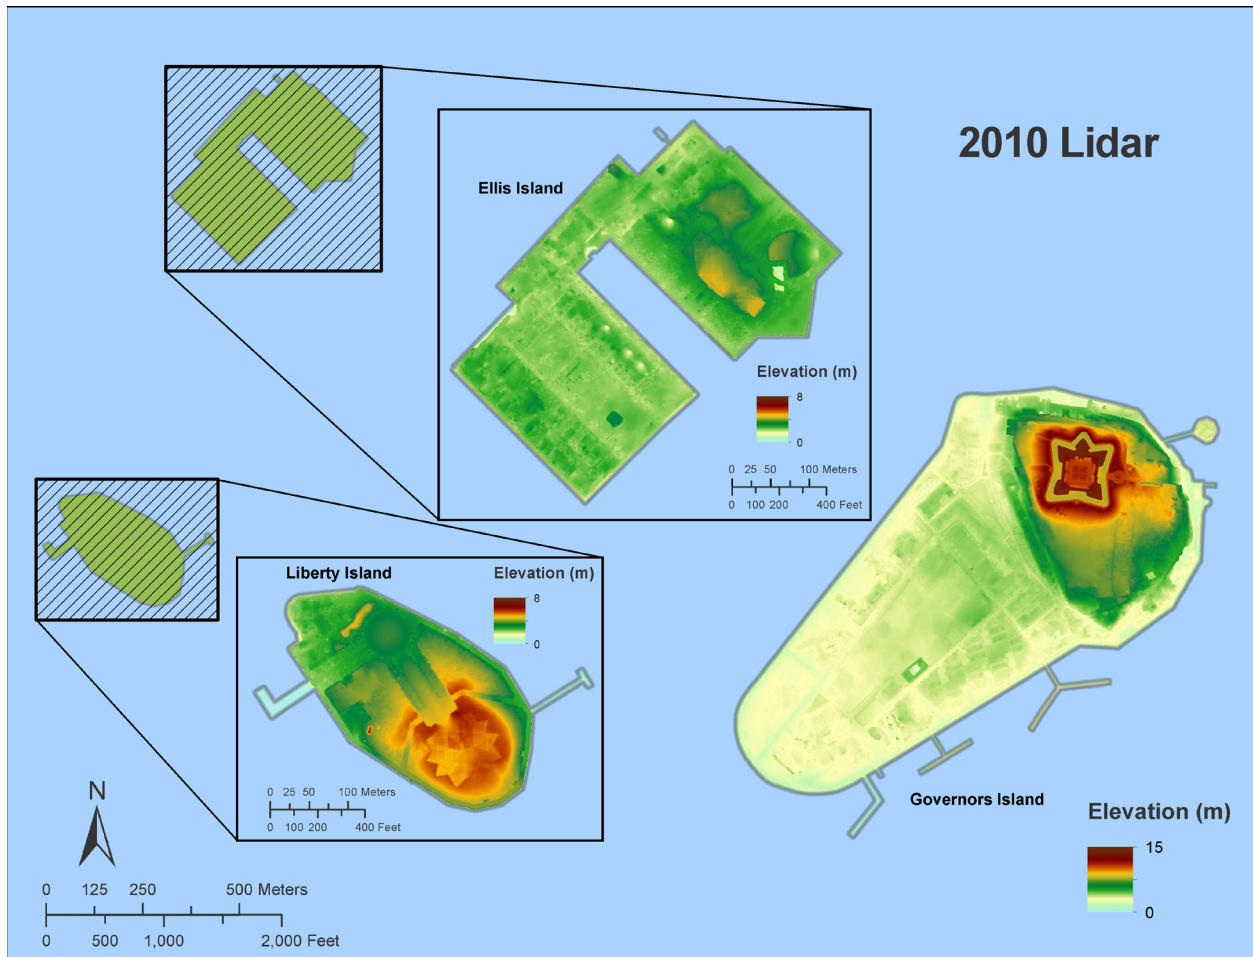 2010 Lidar
Ellis Island
Elevation (m)
8
0
0 25 50 100 Meters
0 100 200 400 Feet
Liberty Island
Elevation (m)
8
0
0 25 50 100 Meters
0 100 200 400 Feet
Governors Island
Elevation (m)
15
0
N
0 125 250 500 Meters
0 500 1,000 2,000 Feet